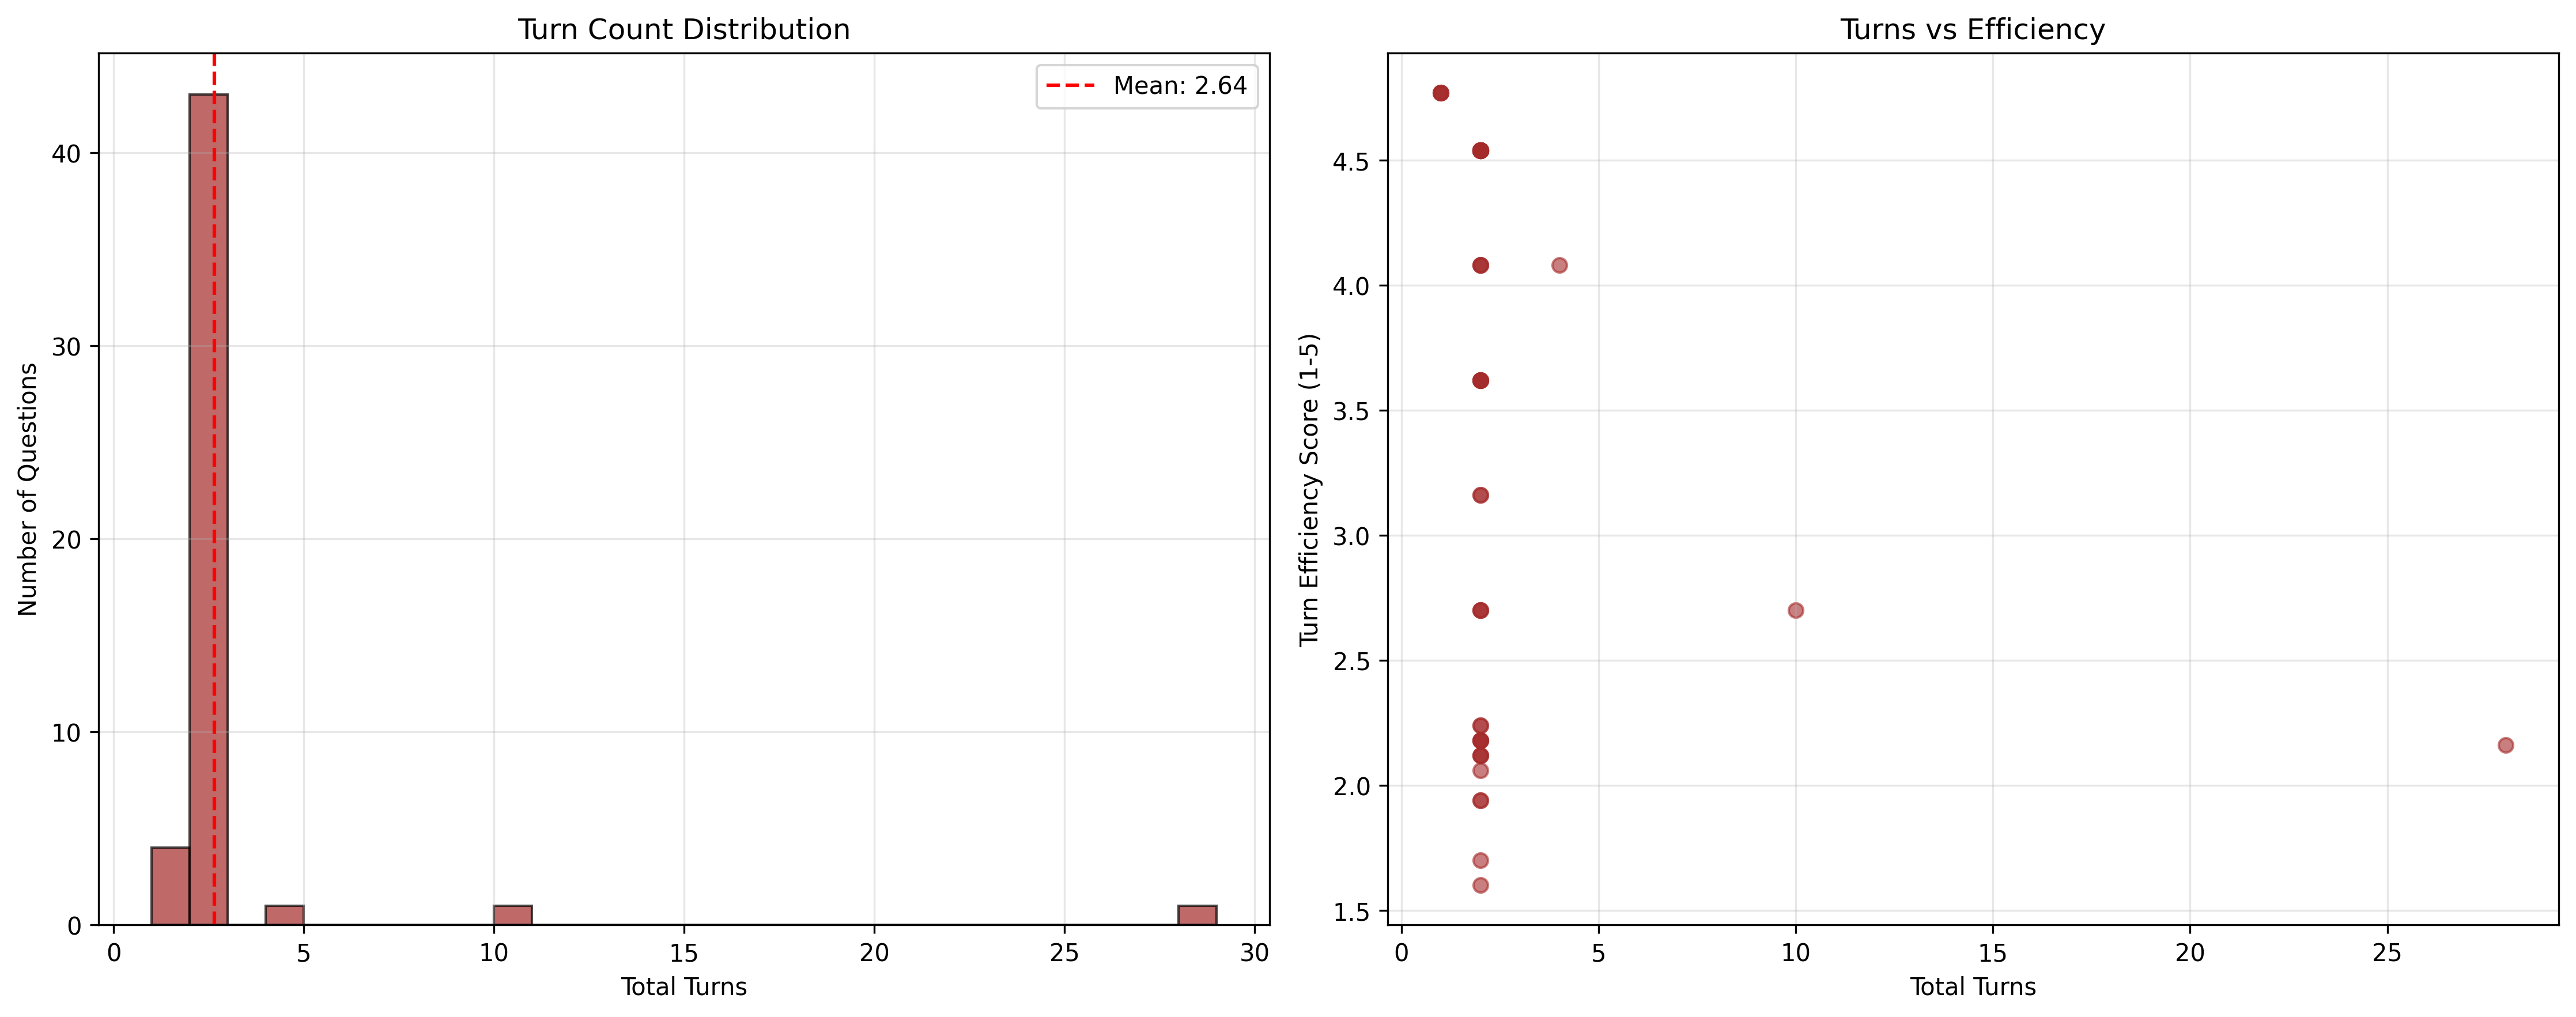 Turn Count Distribution
Mean: 2.64
Number of Questions
40
30
20
10
0
0 5 10 15 20 25 30
Total Turns
Turns vs Efficiency
Turn Efficiency Score (1-5)
4.5
4.0
3.5
3.0
2.5
2.0
1.5
0 5 10 15 20 25
Total Turns